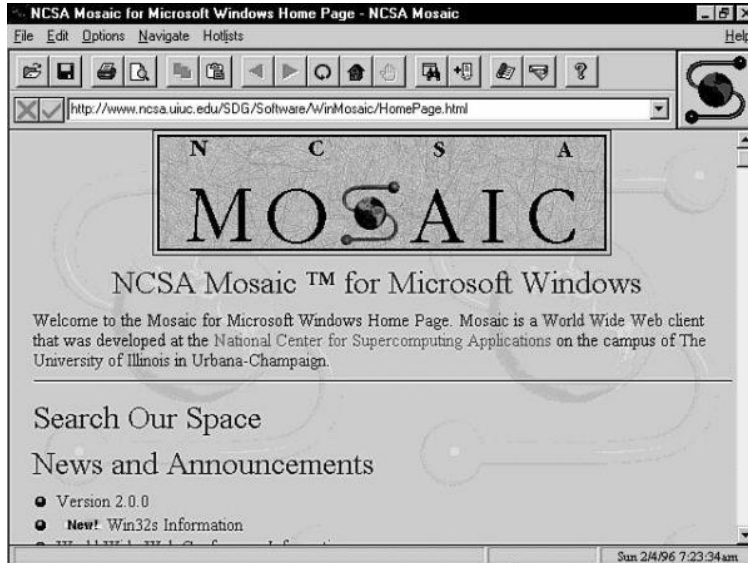 NCSA Mosaic for Microsoft Windows Home Page - NCSA Mosaic
File Edit Options Navigate Hotlists Help
http://www.ncsa.uiuc.edu/SDG/Software/WinMosaic/HomePage.html
N C S A
MOSAIC
NCSA Mosaic ™ for Microsoft Windows
Welcome to the Mosaic for Microsoft Windows Home Page. Mosaic is a World Wide Web client
that was developed at the National Center for Supercomputing Applications on the campus of The
University of Illinois in Urbana-Champaign.
Search Our Space
News and Announcements
Version 2.0.0
New! Win32s Information
Sun 2/4/96 7:23:34am